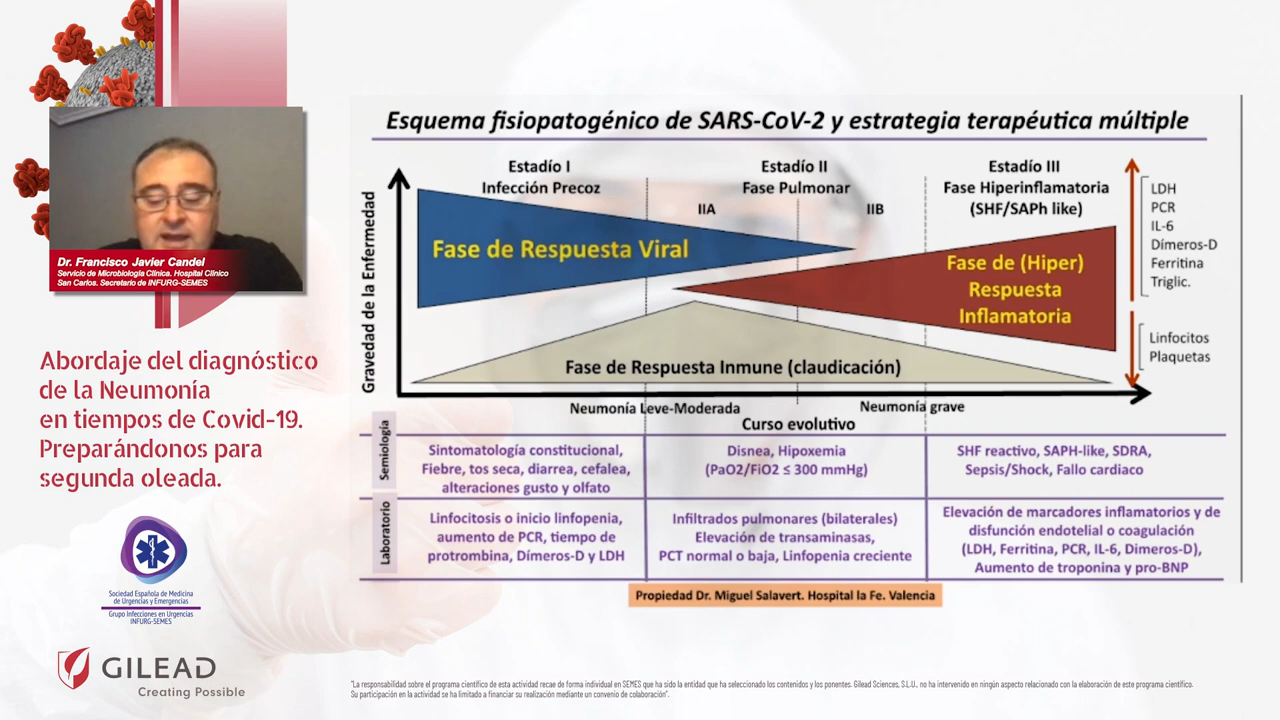 Dr. Francisco Javier Candel
Servicio de Microbiología Clínica. Hospital Clínico
San Carlos. Secretario de INFURG-SEMES
Abordaje del diagnóstico
de la Neumonía
en tiempos de Covid-19.
Preparándonos para
segunda oleada.
Sociedad Española de Medicina
de Urgencias y Emergencias
Grupo Infecciones en Urgencias
INFURG-SEMES
GILEAD
Creating Possible
Esquema fisiopatogénico de SARS-CoV-2 y estrategia terapéutica múltiple
Gravedad de la Enfermedad
Estadío I
Infección Precoz
Estadío II
Fase Pulmonar
IIA
IIB
Estadío III
Fase Hiperinflamatoria
(SHF/SAPh like)
Fase de Respuesta Viral
Fase de (Hiper)
Respuesta
Inflamatoria
Fase de Respuesta Inmune (claudicación)
LDH
PCR
IL-6
Dímeros-D
Ferritina
Triglic.
Linfocitos
Plaquetas
Neumonía Leve-Moderada
Neumonía grave
Curso evolutivo
Semiología
Sintomatología constitucional,
Fiebre, tos seca, diarrea, cefalea,
alteraciones gusto y olfato
Disnea, Hipoxemia
(PaO2/FiO2 ≤ 300 mmHg)
SHF reactivo, SAPH-like, SDRA,
Sepsis/Shock, Fallo cardiaco
Laboratorio
Linfocitosis o inicio linfopenia,
aumento de PCR, tiempo de
protrombina, Dímeros-D y LDH
Infiltrados pulmonares (bilaterales)
Elevación de transaminasas,
PCT normal o baja, Linfopenia creciente
Elevación de marcadores inflamatorios y de
disfunción endotelial o coagulación
(LDH, Ferritina, PCR, IL-6, Dimeros-D),
Aumento de troponina y pro-BNP
Propiedad Dr. Miguel Salavert. Hospital la Fe. Valencia
"La responsabilidad sobre el programa científico de esta actividad recae de forma individual en SEMES que ha sido la entidad que ha seleccionado los contenidos y los ponentes. Gilead Sciences, S.L.U., no ha intervenido en ningún aspecto relacionado con la elaboración de este programa científico.
Su participación en la actividad se ha limitado a financiar su realización mediante un convenio de colaboración".